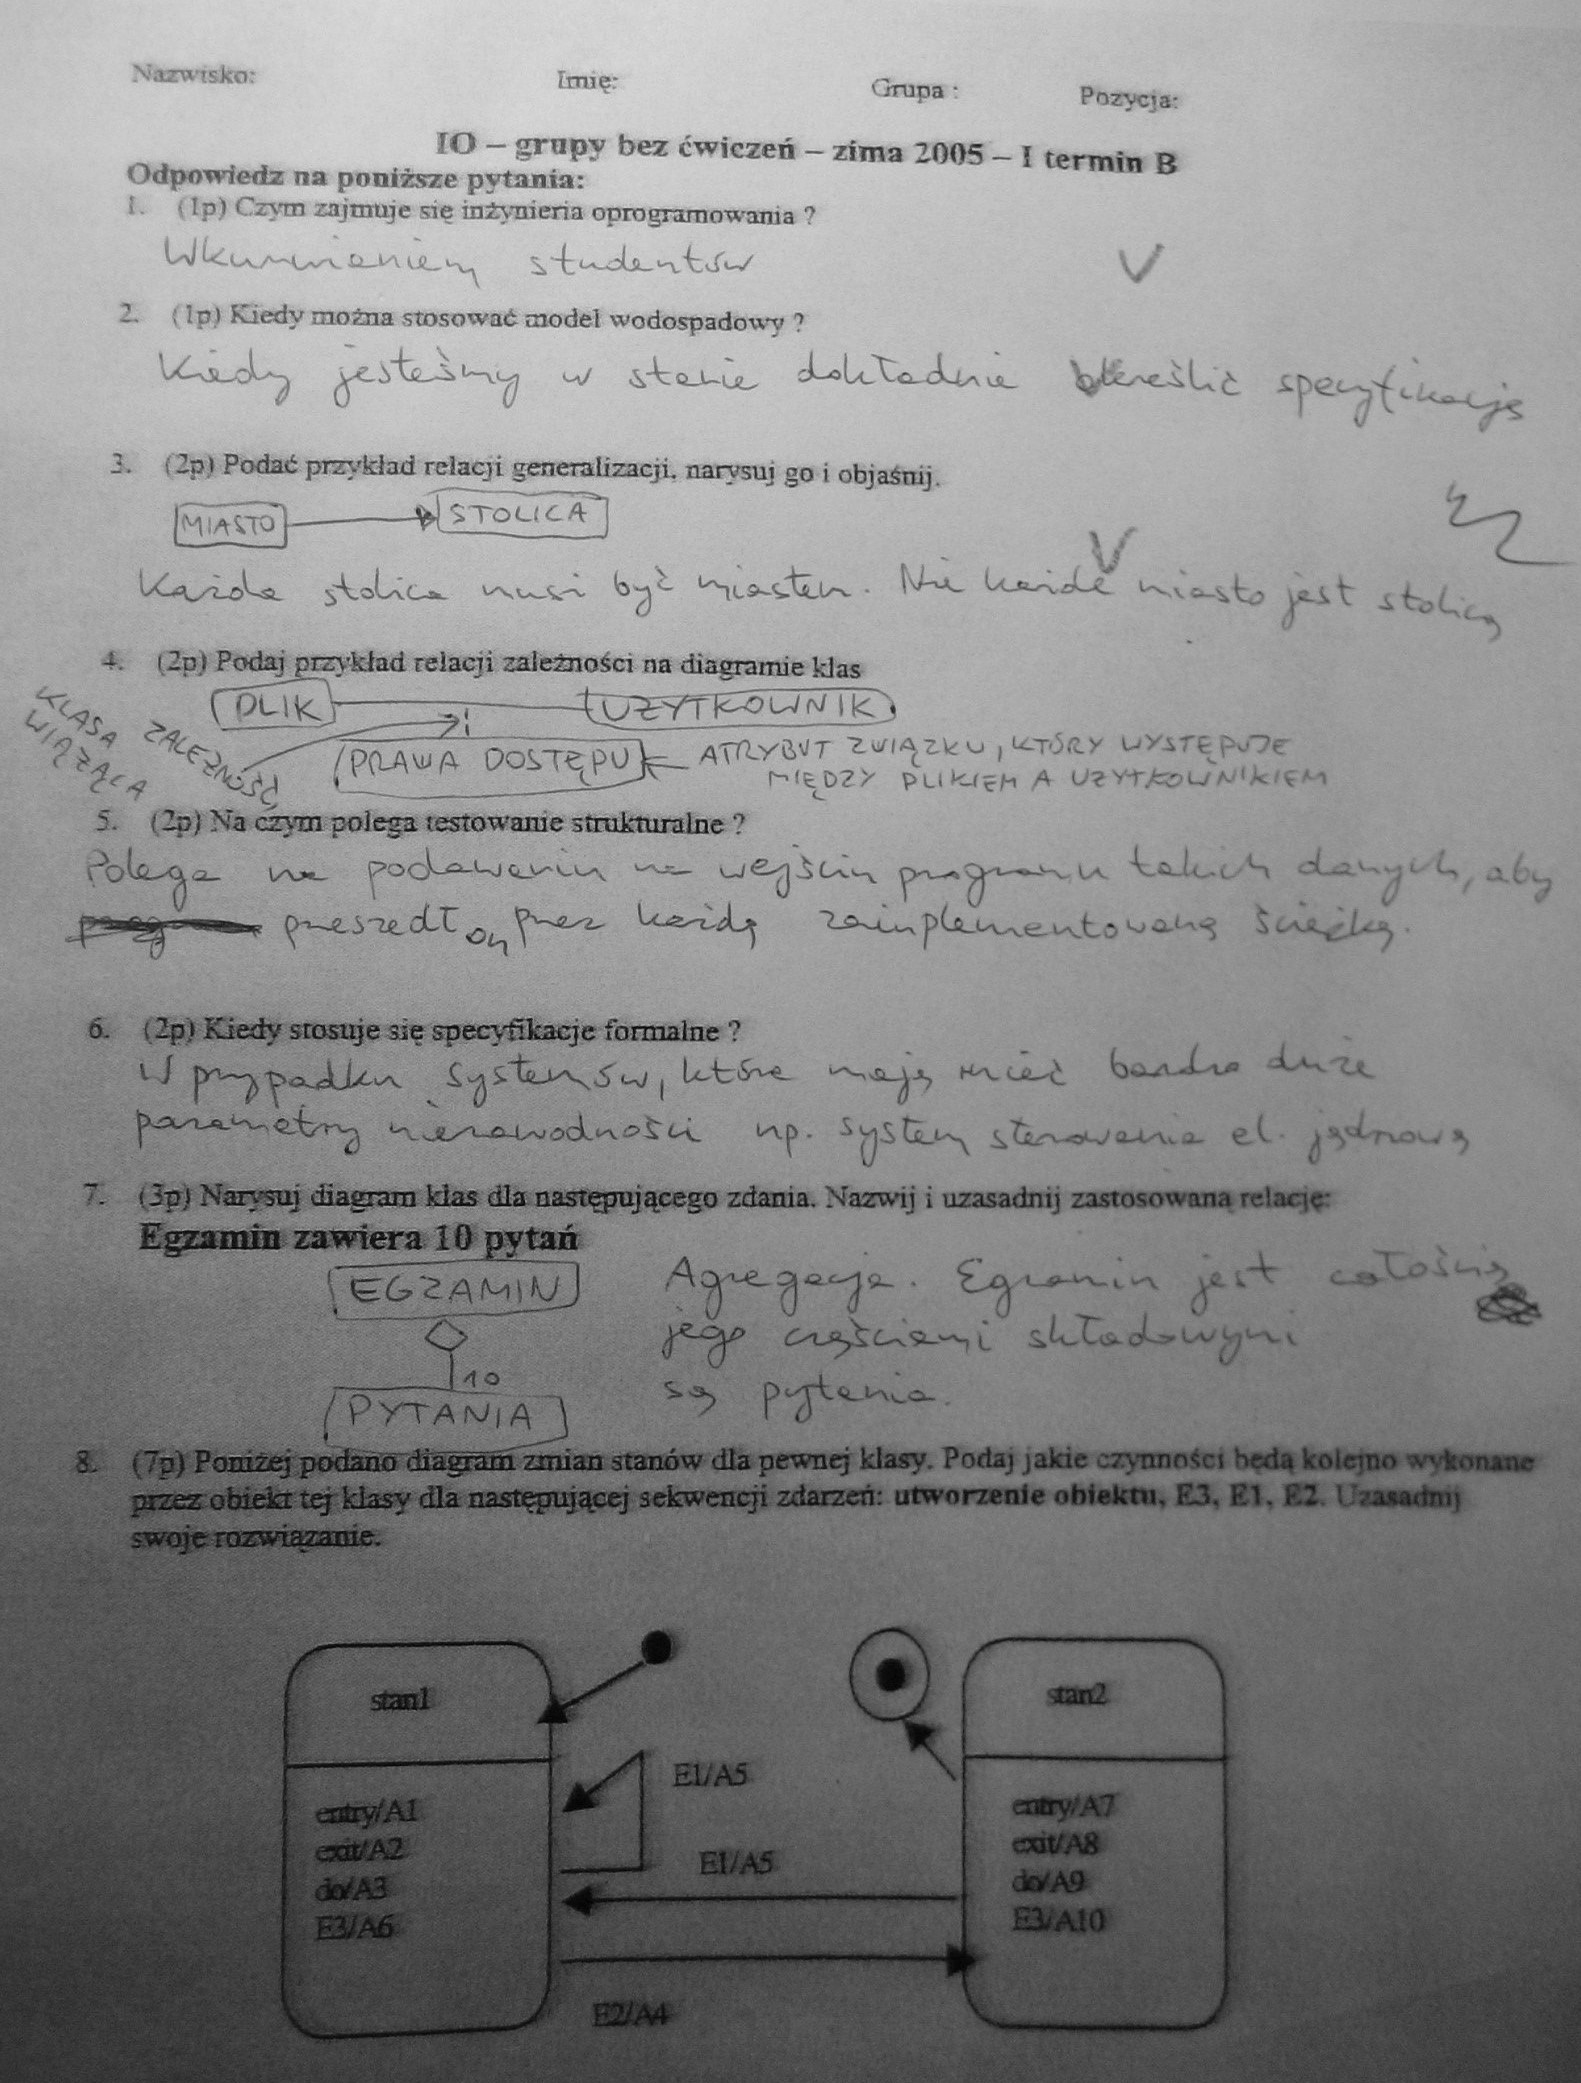 Nazwisko: Imię: Grupa : Pozycja:
IO – grupy bez ćwiczeń – zima 2005 – I termin B
Odpowiedz na poniższe pytania:
1. (1p) Czym zajmuje się inżynieria oprogramowania ?
Wkurwieniem studentów
2. (1p) Kiedy można stosować model wodospadowy ?
Kiedy jesteśmy w stanie dokładnie określić specyfikację
3. (2p) Podać przykład relacji generalizacji, narysuj go i objaśnij.
MIASTO STOLICA
Każda stolica musi być miastem. Nie każde miasto jest stolicą
4. (2p) Podaj przykład relacji zależności na diagramie klas
PLIK UŻYTKOWNIK
KLASA WIĄŻĄCA ZALEŻNOŚĆ PRAWA DOSTĘPU ATRYBUT ZWIĄZKU, KTÓRY WYSTĘPUJE
MIĘDZY PLIKIEM A UŻYTKOWNIKIEM
5. (2p) Na czym polega testowanie strukturalne ?
Polega na podawaniu na wejściu programu takich danych, aby
przeszedł on przez każdą zaimplementowaną ścieżkę.
6. (2p) Kiedy stosuje się specyfikacje formalne ?
W przypadku systemów, które mają mieć bardzo duże
parametry niezawodności np. system sterowania el. jądrową
7. (3p) Narysuj diagram klas dla następującego zdania. Nazwij i uzasadnij zastosowaną relację:
Egzamin zawiera 10 pytań
EGZAMIN Agregacja. Egzamin jest całością
jego częściami składowymi
10
PYTANIA są pytania.
8. (7p) Poniżej podano diagram zmian stanów dla pewnej klasy. Podaj jakie czynności będą kolejno wykonane
przez obiekt tej klasy dla następującej sekwencji zdarzeń: utworzenie obiektu, E3, E1, E2. Uzasadnij
swoje rozwiązanie.
stan1 stan2
E1/A5
entry/A1 entry/A7
exit/A2 exit/A8
E1/A5
do/A3 do/A9
E3/A6 E3/A10
E2/A4